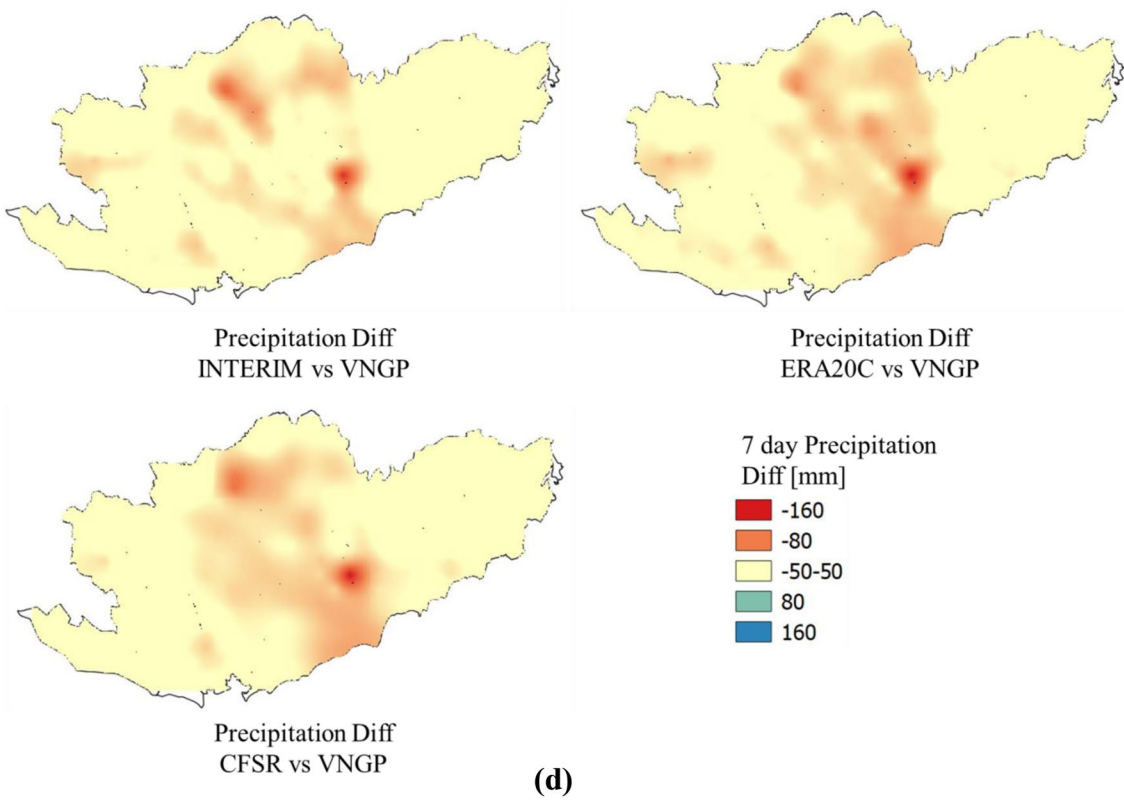 Precipitation Diff
INTERIM vs VNGP
Precipitation Diff
ERA20C vs VNGP
7 day Precipitation
Diff [mm]
-160
-80
-50-50
80
160
Precipitation Diff
CFSR vs VNGP
(d)